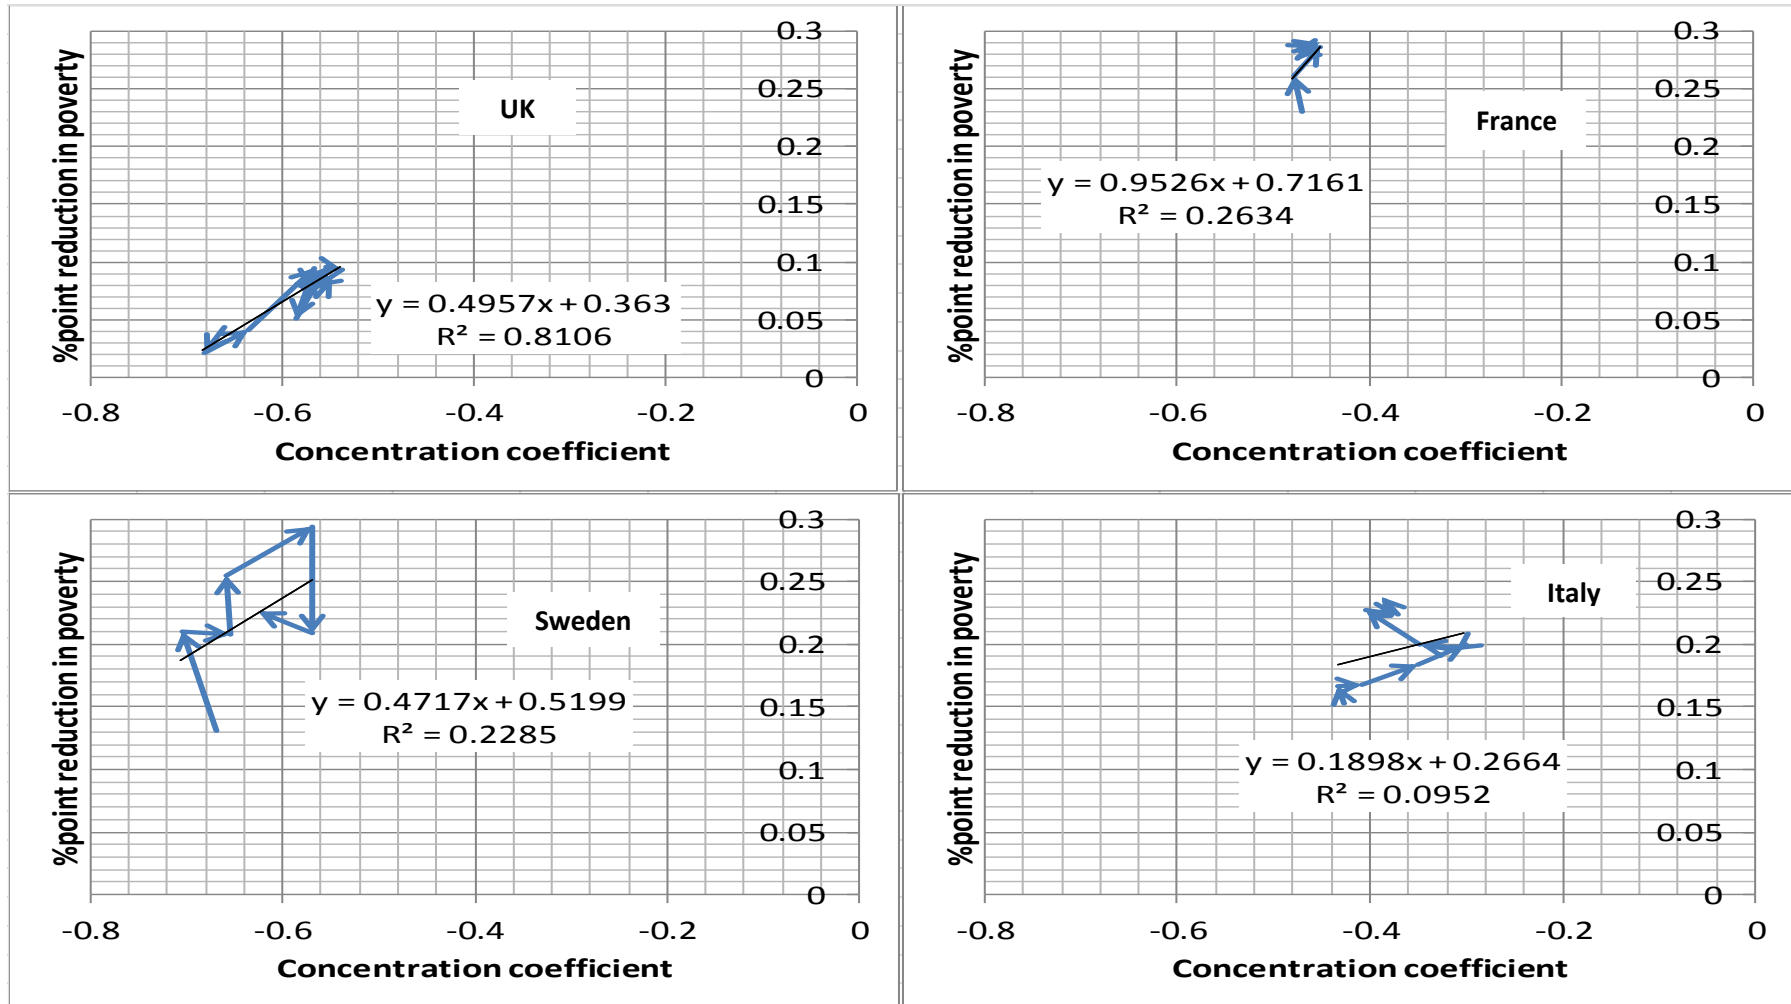 %point reduction in poverty
0.3
0.25
0.2
0.15
0.1
0.05
0
UK
y = 0.4957x + 0.363
R² = 0.8106
-0.8 -0.6 -0.4 -0.2 0
Concentration coefficient
%point reduction in poverty
0.3
0.25
0.2
0.15
0.1
0.05
0
France
y = 0.9526x + 0.7161
R² = 0.2634
-0.8 -0.6 -0.4 -0.2 0
Concentration coefficient
%point reduction in poverty
0.3
0.25
0.2
0.15
0.1
0.05
0
Sweden
y = 0.4717x + 0.5199
R² = 0.2285
-0.8 -0.6 -0.4 -0.2 0
Concentration coefficient
%point reduction in poverty
0.3
0.25
0.2
0.15
0.1
0.05
0
Italy
y = 0.1898x + 0.2664
R² = 0.0952
-0.8 -0.6 -0.4 -0.2 0
Concentration coefficient